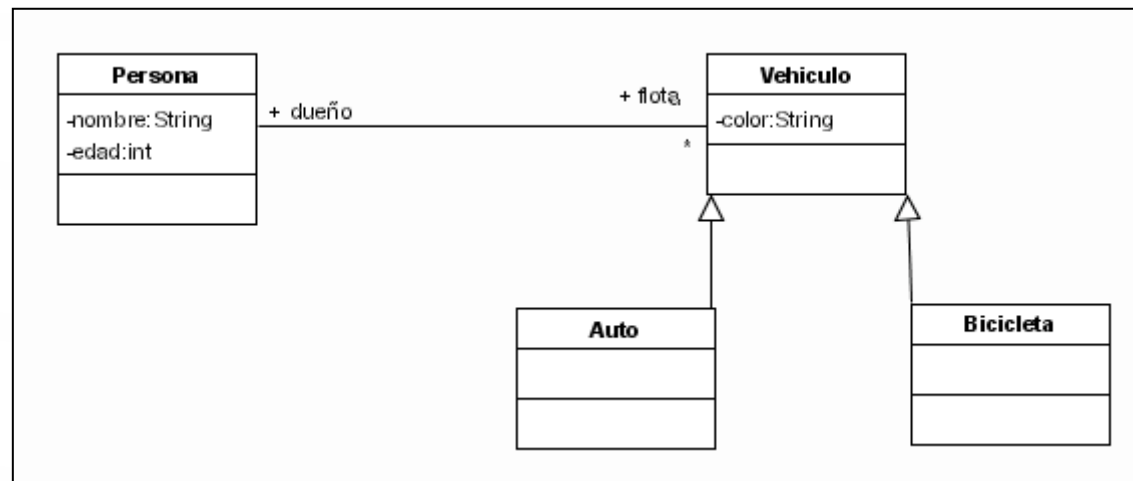 Persona
-nombre:String
-edad:int
+ dueño
+ flota
*
Vehiculo
-color:String
Auto
Bicicleta